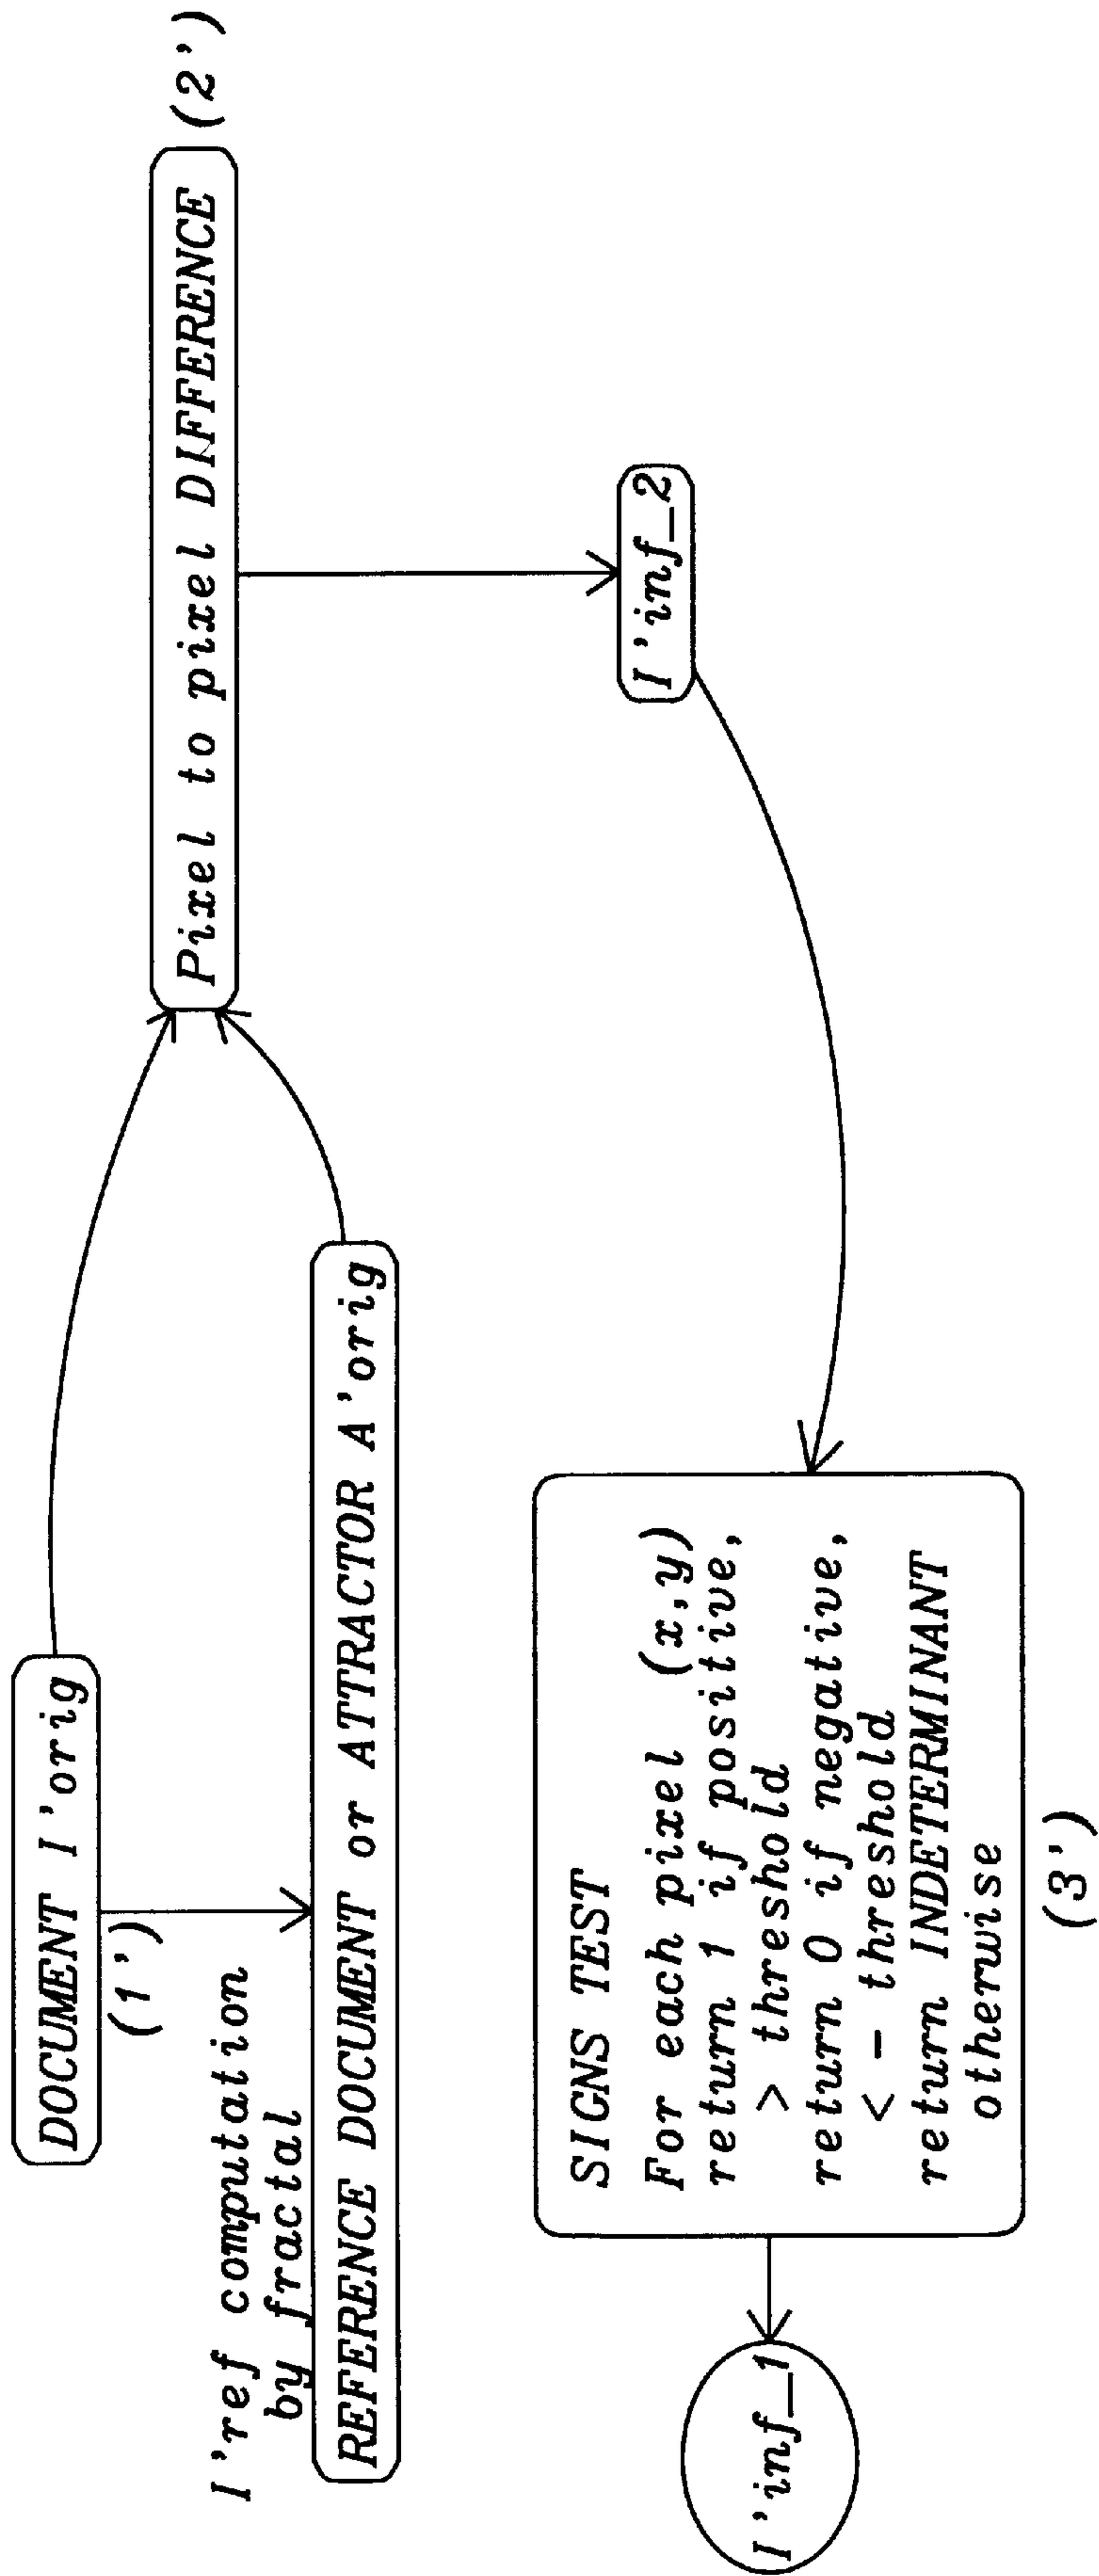 DOCUMENT I'orig
(1')
I'ref computation
by fractal
REFERENCE DOCUMENT or ATTRACTOR A'orig
Pixel to pixel DIFFERENCE
(2')
I'inf_2
SIGNS TEST
For each pixel (x,y)
return 1 if positive,
> threshold
return 0 if negative,
< - threshold
return INDETERMINANT
otherwise
(3')
I'inf_1